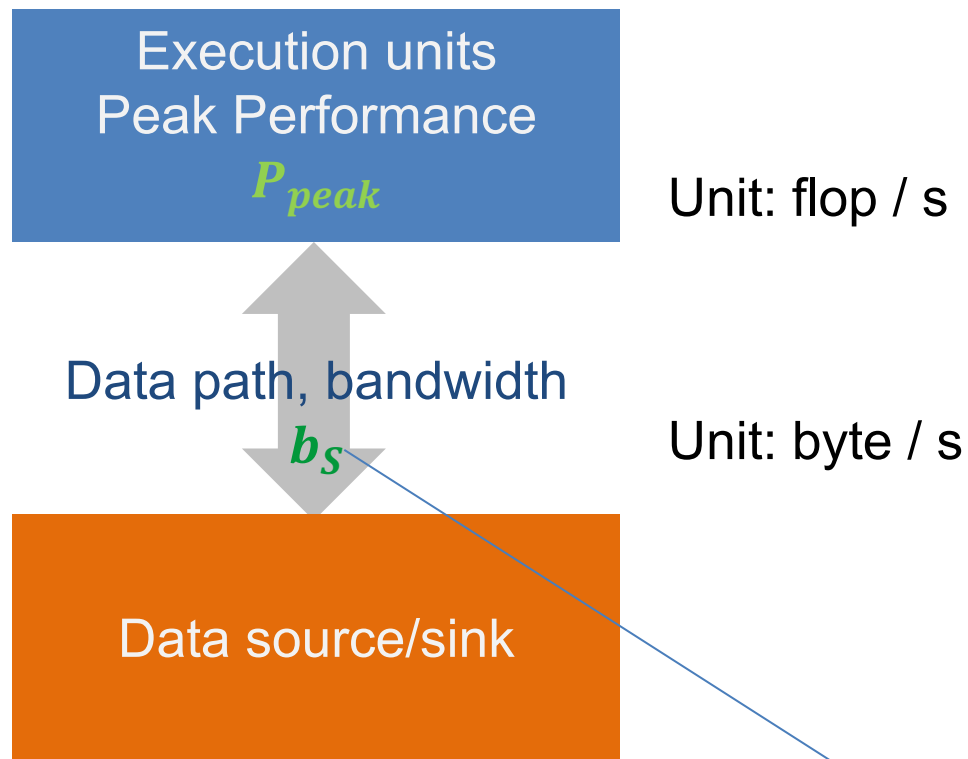 Execution units
Peak Performance
P_peak
Unit: flop / s
Data path, bandwidth
b_S
Unit: byte / s
Data source/sink